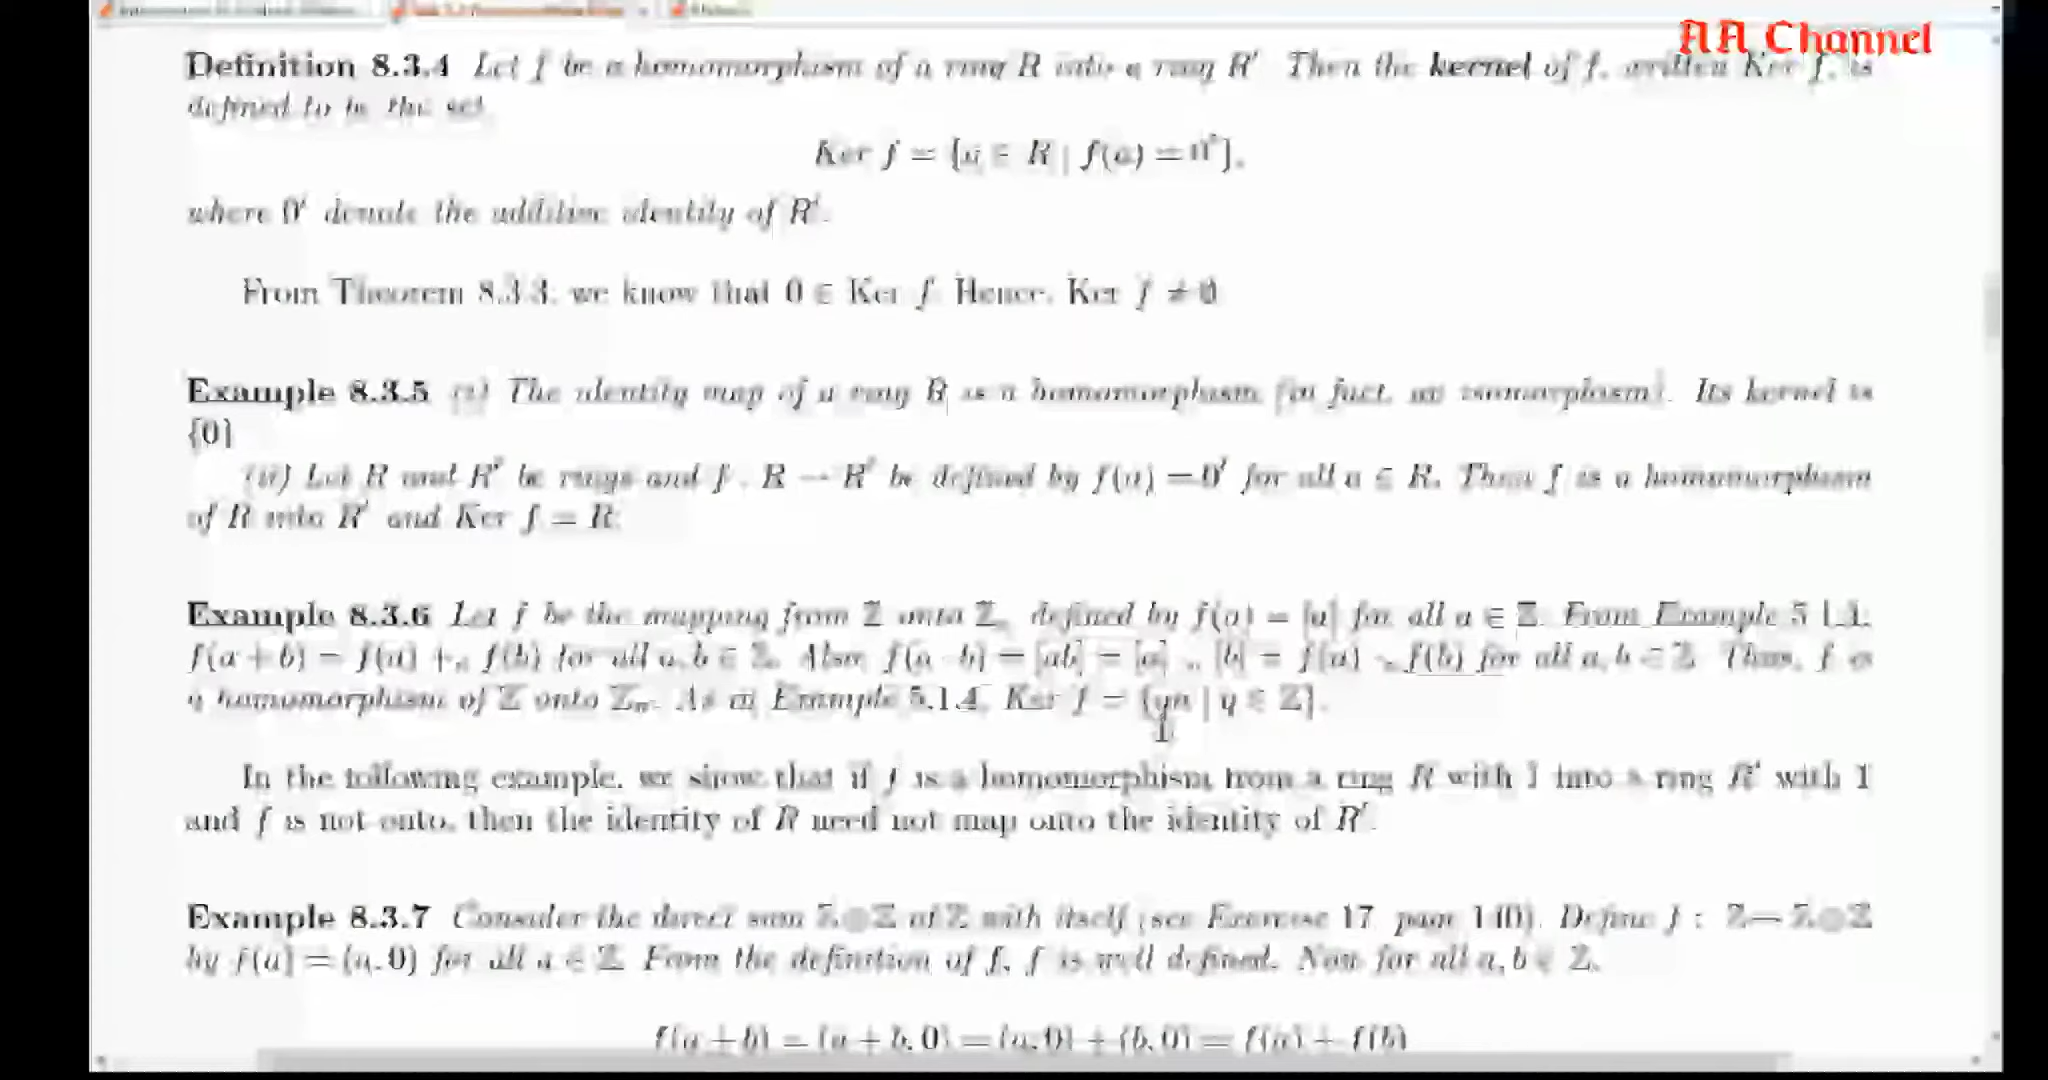 AA Channel
Definition 8.3.4 Let f be a homomorphism of a ring R into a ring R′. Then the kernel of f, written Ker f, is
defined to be the set
Ker f = {a ∈ R | f(a) = 0′},
where 0′ denote the additive identity of R′.
From Theorem 8.3.3, we know that 0 ∈ Ker f. Hence, Ker f ≠ ∅
Example 8.3.5 (i) The identity map of a ring R is a homomorphism (in fact, an isomorphism). Its kernel is
{0}
(ii) Let R and R′ be rings and f : R → R′ be defined by f(a) = 0′ for all a ∈ R. Then f is a homomorphism
of R into R′ and Ker f = R.
Example 8.3.6 Let f be the mapping from ℤ onto ℤₙ defined by f(a) = [a] for all a ∈ ℤ. From Example
f(a + b) = f(a) +ₙ f(b) for all a, b ∈ ℤ. Also, f(a · b) = [ab] = [a] ·ₙ [b] = f(a) ·ₙ f(b) for all a, b ∈ ℤ. Thus, f is
a homomorphism of ℤ onto ℤₙ. As in Example 5.1.4, Ker f = {qn | q ∈ ℤ}.
In the following example, we show that if f is a homomorphism from a ring R with 1 into a ring R′ with 1
and f is not onto, then the identity of R need not map onto the identity of R′.
Example 8.3.7 Consider the direct sum ℤ⊕ℤ of ℤ with itself (see Exercise 17, page). Define f : ℤ → ℤ⊕ℤ
by f(a) = (a, 0) for all a ∈ ℤ. From the definition of f, f is well defined. Now for all a, b ∈ ℤ,
f(a + b) = (a + b, 0) = (a, 0) + (b, 0) = f(a) + f(b)